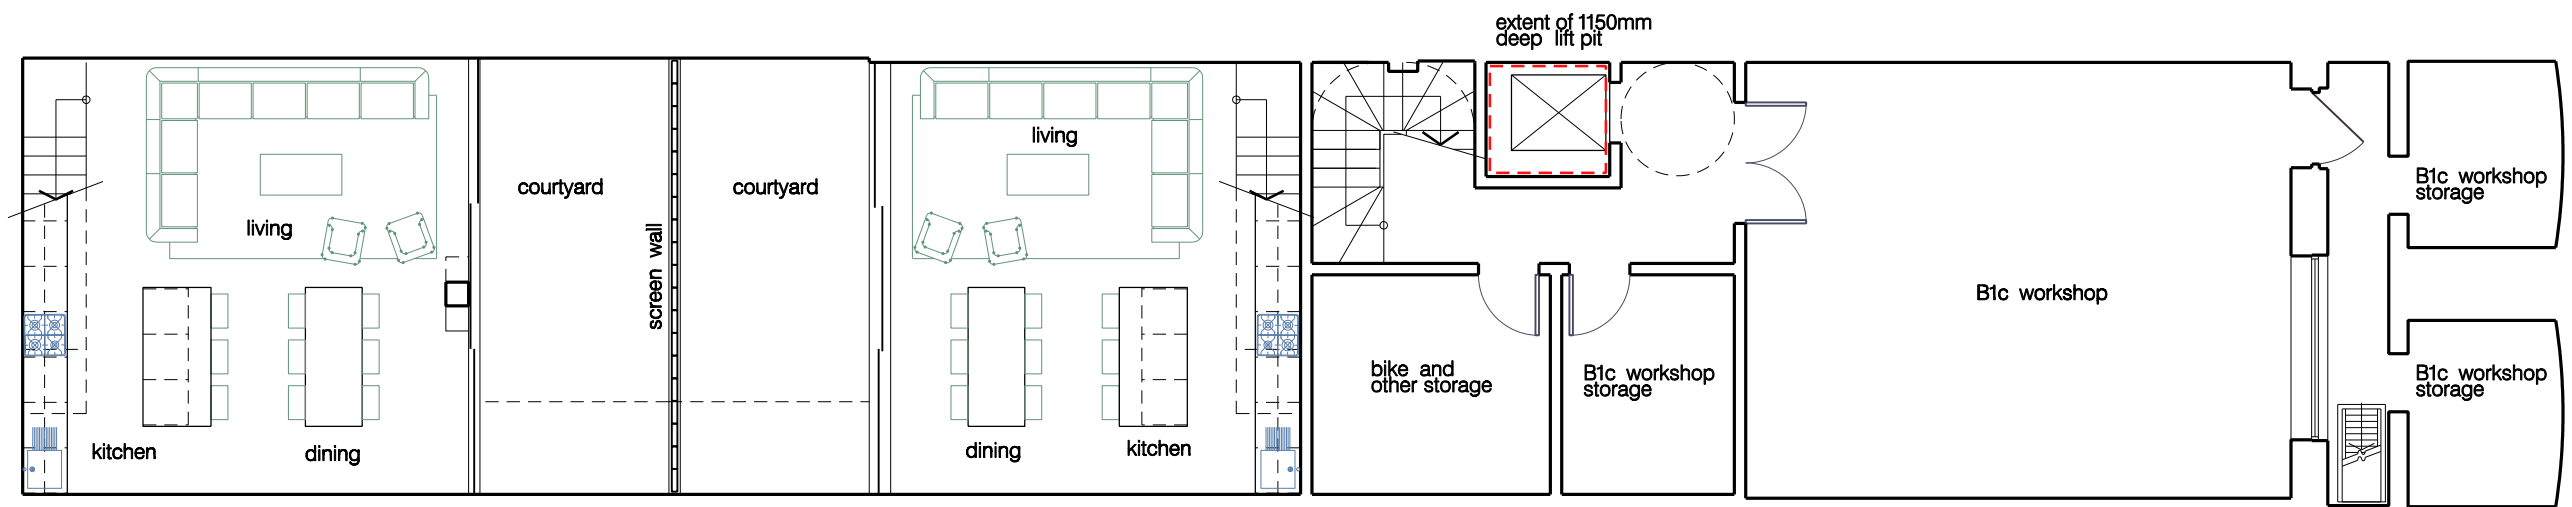 extent of 1150mm
deep lift pit
living
courtyard
courtyard
living
B1c workshop
storage
living
screen wall
B1c workshop
bike and
other storage
B1c workshop
storage
B1c workshop
storage
kitchen
dining
dining
kitchen